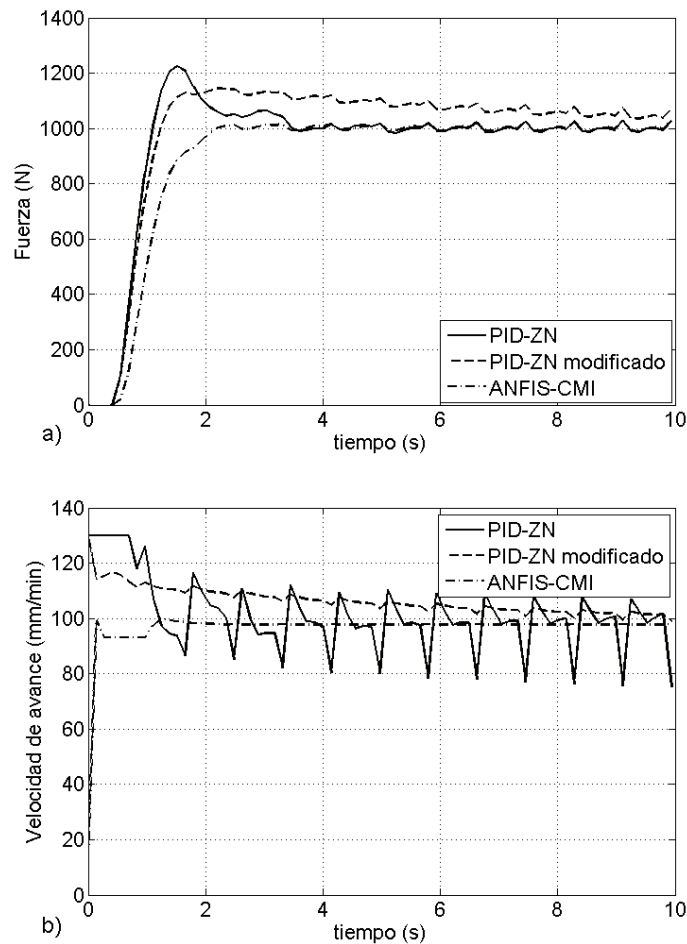 1400
1200
1000
800
600
400
200
0
Fuerza (N)
PID-ZN
PID-ZN modificado
ANFIS-CMI
0 2 4 6 8 10
a)
tiempo (s)
140
120
100
80
60
40
20
0
Velocidad de avance (mm/min)
PID-ZN
PID-ZN modificado
ANFIS-CMI
0 2 4 6 8 10
b)
tiempo (s)